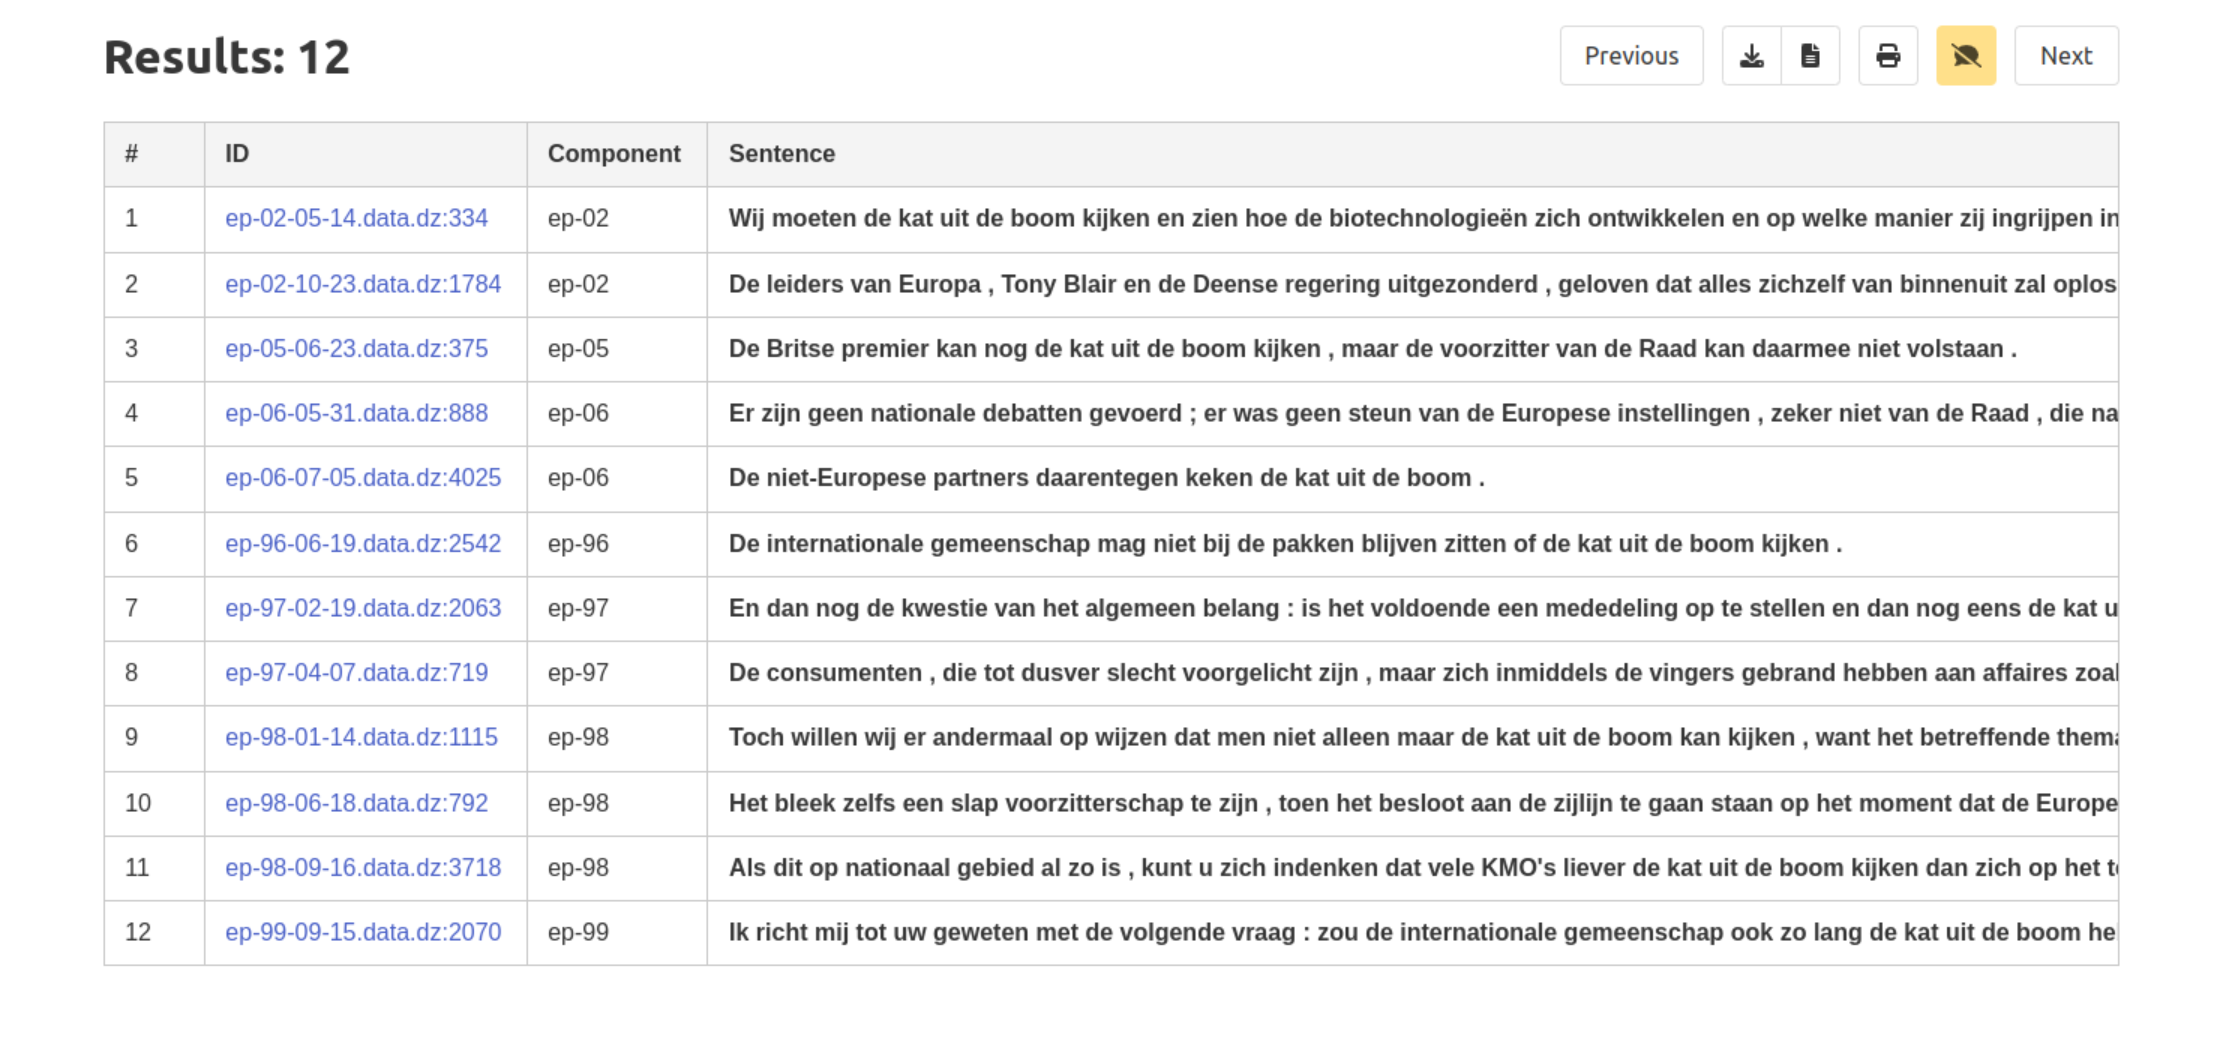 Results: 12
Previous
Next
# ID Component Sentence
1 ep-02-05-14.data.dz:334 ep-02 Wij moeten de kat uit de boom kijken en zien hoe de biotechnologieën zich ontwikkelen en op welke manier zij ingrijpen in
2 ep-02-10-23.data.dz:1784 ep-02 De leiders van Europa , Tony Blair en de Deense regering uitgezonderd , geloven dat alles zichzelf van binnenuit zal oplos
3 ep-05-06-23.data.dz:375 ep-05 De Britse premier kan nog de kat uit de boom kijken , maar de voorzitter van de Raad kan daarmee niet volstaan .
4 ep-06-05-31.data.dz:888 ep-06 Er zijn geen nationale debatten gevoerd ; er was geen steun van de Europese instellingen , zeker niet van de Raad , die na
5 ep-06-07-05.data.dz:4025 ep-06 De niet-Europese partners daarentegen keken de kat uit de boom .
6 ep-96-06-19.data.dz:2542 ep-96 De internationale gemeenschap mag niet bij de pakken blijven zitten of de kat uit de boom kijken .
7 ep-97-02-19.data.dz:2063 ep-97 En dan nog de kwestie van het algemeen belang : is het voldoende een mededeling op te stellen en dan nog eens de kat u
8 ep-97-04-07.data.dz:719 ep-97 De consumenten , die tot dusver slecht voorgelicht zijn , maar zich inmiddels de vingers gebrand hebben aan affaires zoal
9 ep-98-01-14.data.dz:1115 ep-98 Toch willen wij er andermaal op wijzen dat men niet alleen maar de kat uit de boom kan kijken , want het betreffende thema
10 ep-98-06-18.data.dz:792 ep-98 Het bleek zelfs een slap voorzitterschap te zijn , toen het besloot aan de zijlijn te gaan staan op het moment dat de Europe
11 ep-98-09-16.data.dz:3718 ep-98 Als dit op nationaal gebied al zo is , kunt u zich indenken dat vele KMO's liever de kat uit de boom kijken dan zich op het t
12 ep-99-09-15.data.dz:2070 ep-99 Ik richt mij tot uw geweten met de volgende vraag : zou de internationale gemeenschap ook zo lang de kat uit de boom he